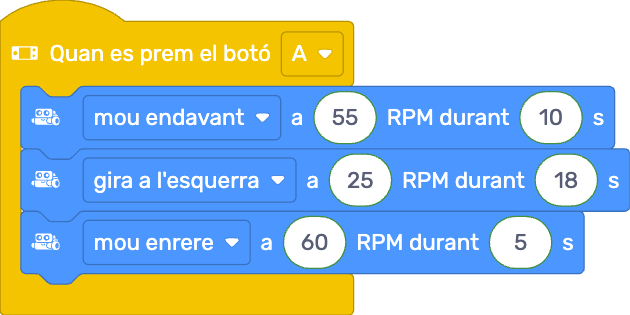 Quan es prem el botó A
mou endavant a 55 RPM durant 10 s
gira a l'esquerra a 25 RPM durant 18 s
mou enrere a 60 RPM durant 5 s